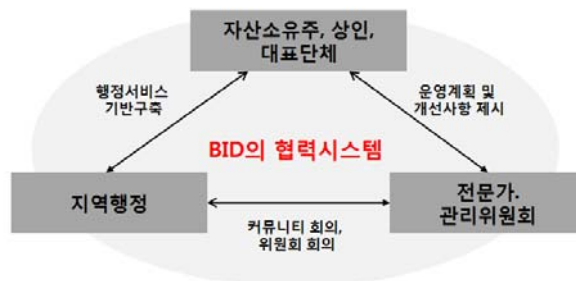 자산소유주, 상인,
대표단체
행정서비스
기반구축
운영계획 및
개선사항 제시
BID의 협력시스템
지역행정
전문가.
관리위원회
커뮤니티 회의,
위원회 회의